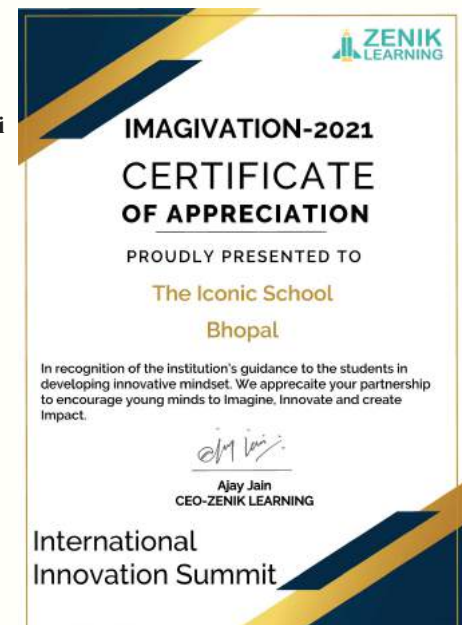 ZENIK
LEARNING
i
IMAGIVATION-2021
CERTIFICATE
OF APPRECIATION
PROUDLY PRESENTED TO
The Iconic School
Bhopal
In recognition of the institution's guidance to the students in
developing innovative mindset. We apprecaite your partnership
to encourage young minds to Imagine, Innovate and create
Impact.
Ajay Jain
Ajay Jain
CEO-ZENIK LEARNING
International
Innovation Summit